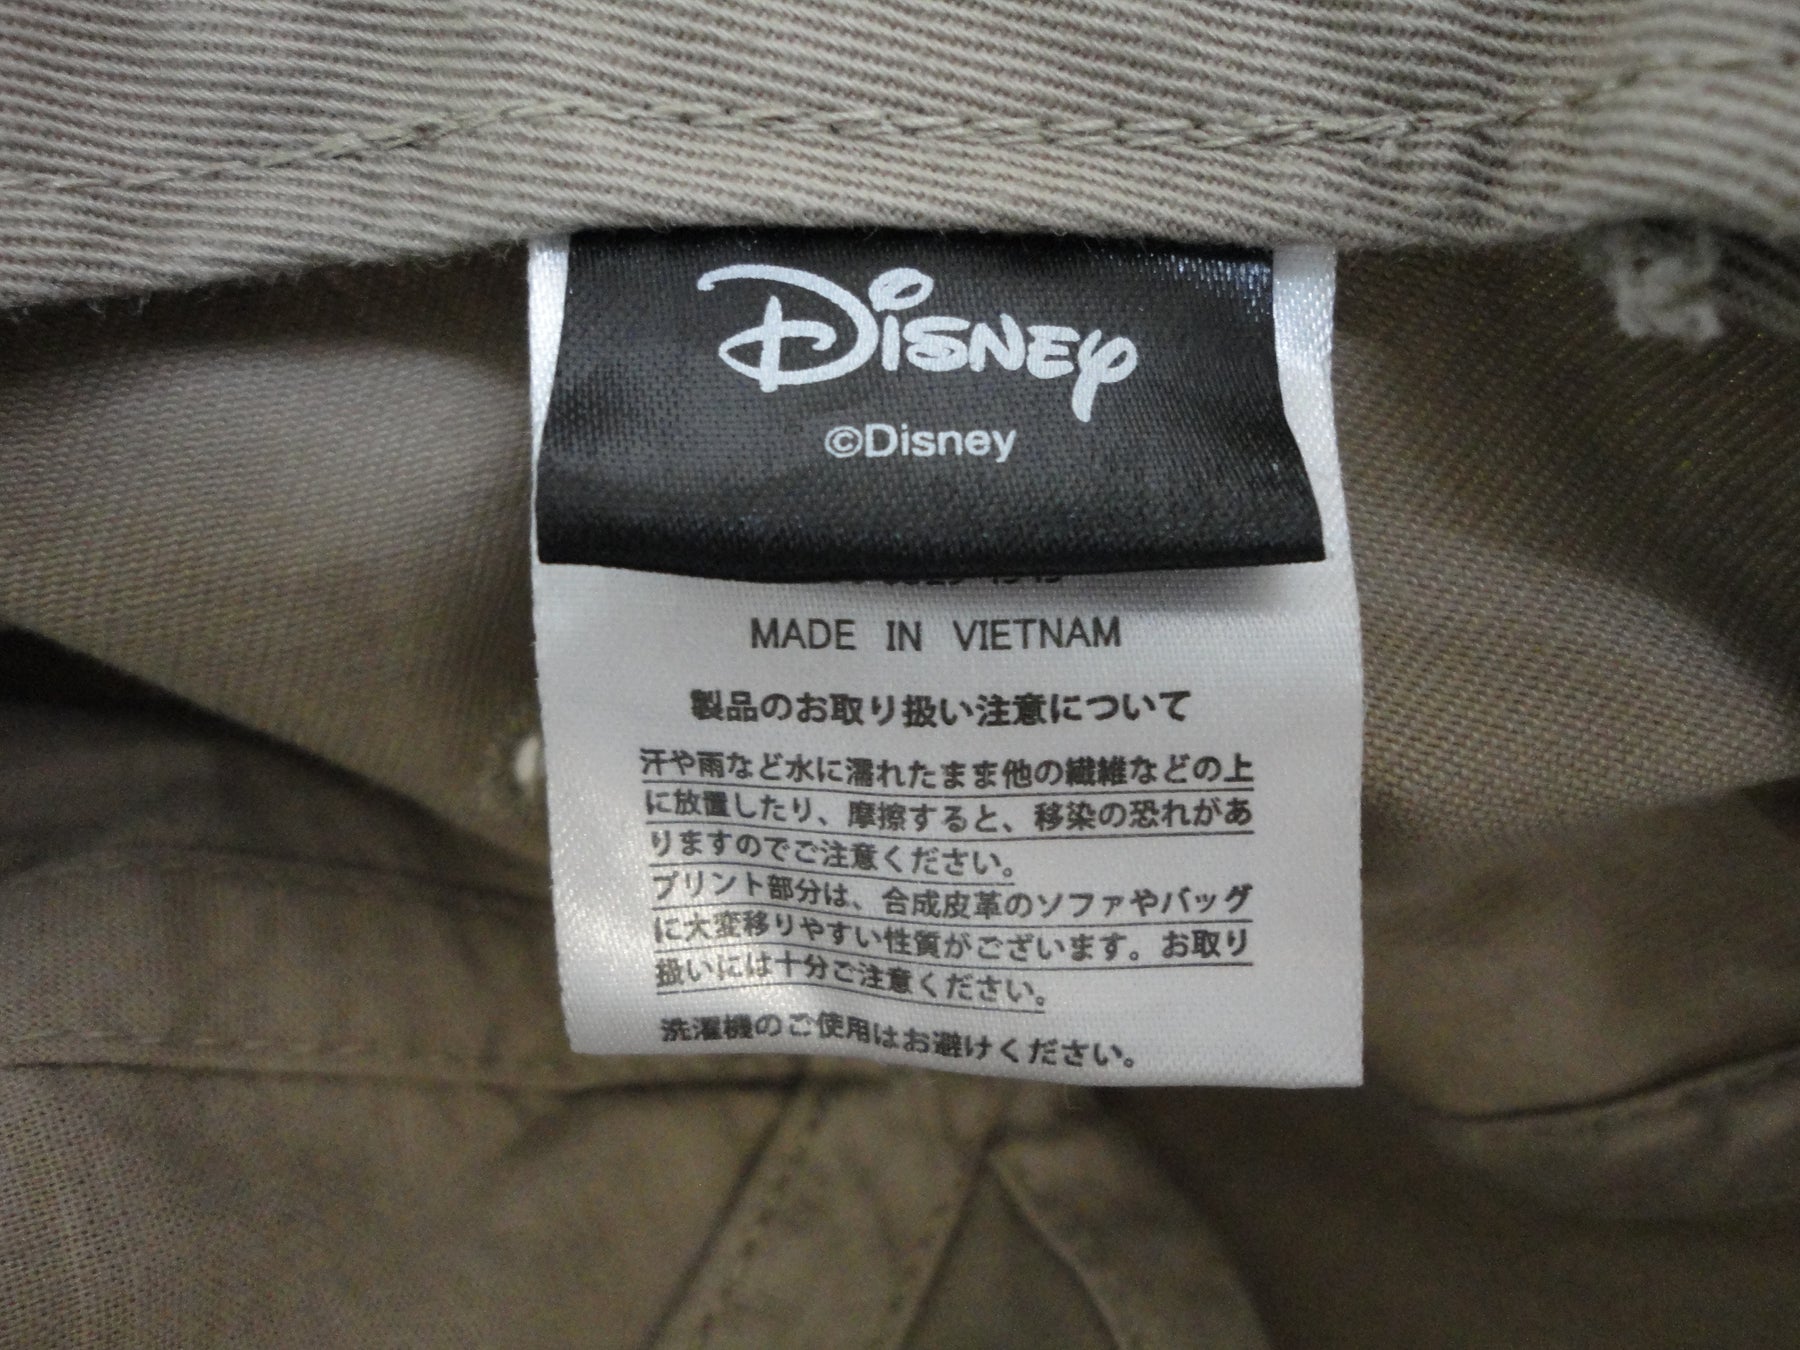 Disney
©Disney
MADE IN VIETNAM
製品のお取り扱い注意について
汗や雨など水に濡れたまま他の繊維などの上
に放置したり、摩擦すると、移染の恐れがあ
りますのでご注意ください。
プリント部分は、合成皮革のソファやバッグ
に大変移りやすい性質がございます。お取り
扱いには十分ご注意ください。
洗濯機のご使用はお避けください。